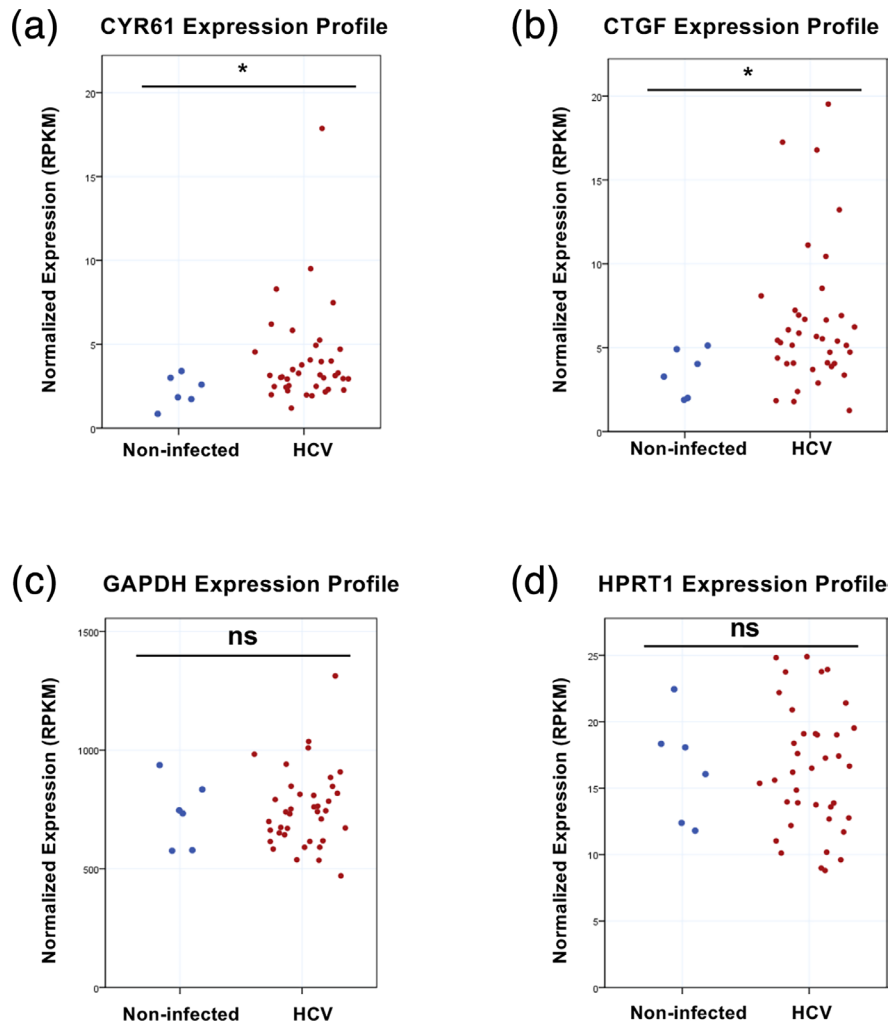 (a) CYR61 Expression Profile
Normalized Expression (RPKM)
*
20
15
10
5
0
Non-infected HCV
(b) CTGF Expression Profile
Normalized Expression (RPKM)
*
20
15
10
5
0
Non-infected HCV
(c) GAPDH Expression Profile
Normalized Expression (RPKM)
ns
1500
1000
500
0
Non-infected HCV
(d) HPRT1 Expression Profile
Normalized Expression (RPKM)
ns
25
20
15
10
5
0
Non-infected HCV